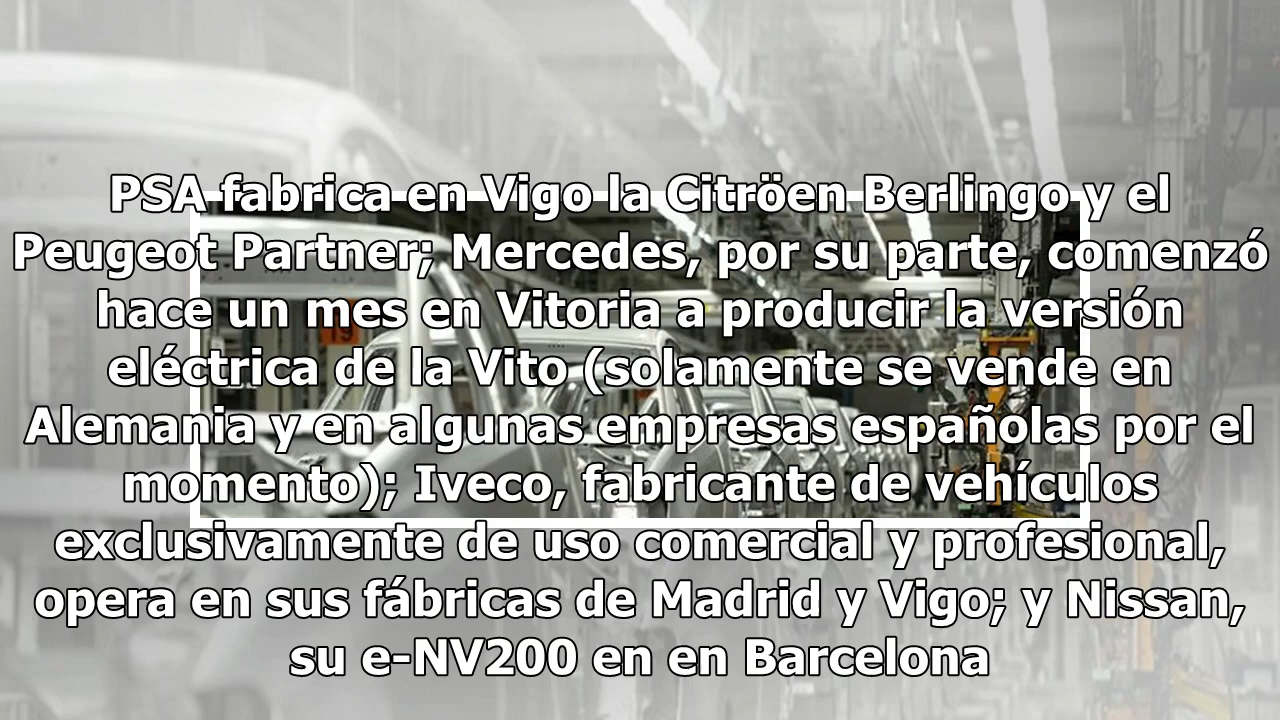 PSA fabrica en Vigo la Citröen Berlingo y el
Peugeot Partner; Mercedes, por su parte, comenzó
hace un mes en Vitoria a producir la versión
eléctrica de la Vito (solamente se vende en
Alemania y en algunas empresas españolas por el
momento); Iveco, fabricante de vehículos
exclusivamente de uso comercial y profesional,
opera en sus fábricas de Madrid y Vigo; y Nissan,
su e-NV200 en en Barcelona